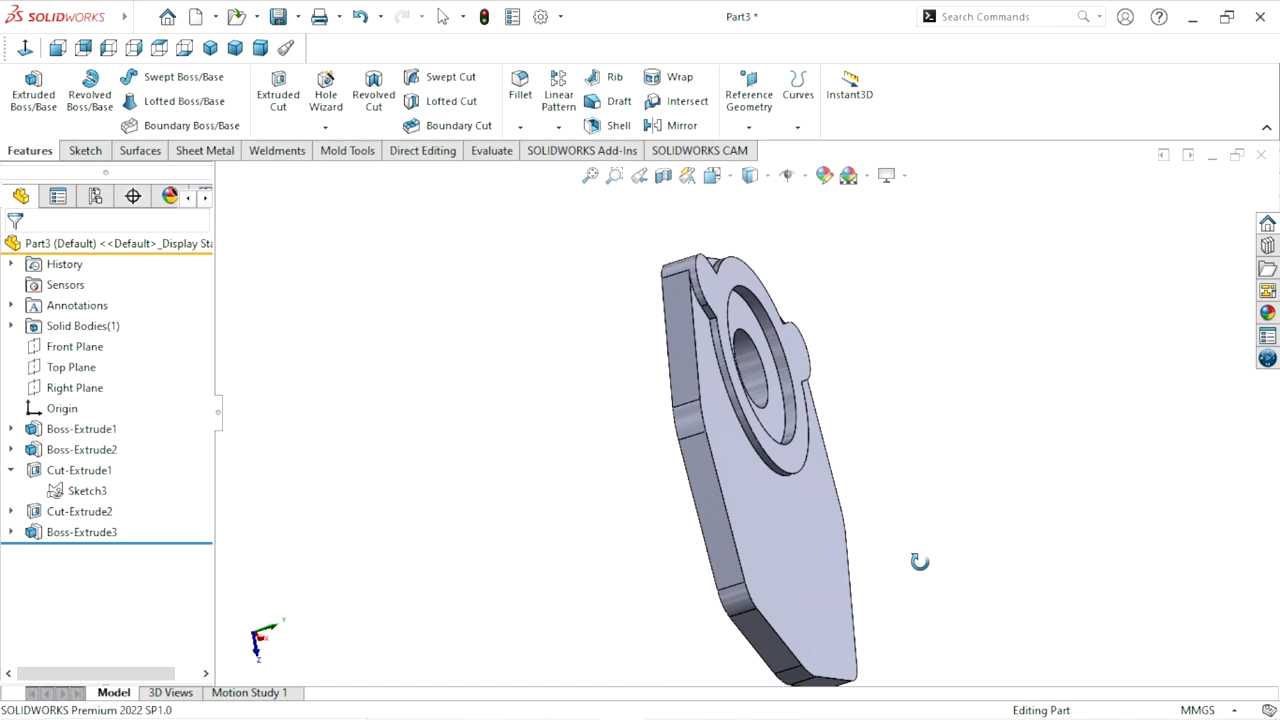 SOLIDWORKS
Part3 *
Search Commands
Extruded Boss/Base
Revolved Boss/Base
Swept Boss/Base
Lofted Boss/Base
Boundary Boss/Base
Extruded Cut
Hole Wizard
Revolved Cut
Swept Cut
Lofted Cut
Boundary Cut
Fillet
Linear Pattern
Rib
Draft
Shell
Wrap
Intersect
Mirror
Reference Geometry
Curves
Instant3D
Features Sketch Surfaces Sheet Metal Weldments Mold Tools Direct Editing Evaluate SOLIDWORKS Add-Ins SOLIDWORKS CAM
Part3 (Default) <<Default>_Display Sta
History
Sensors
Annotations
Solid Bodies(1)
Front Plane
Top Plane
Right Plane
Origin
Boss-Extrude1
Boss-Extrude2
Cut-Extrude1
Sketch3
Cut-Extrude2
Boss-Extrude3
Y
X
Z
Model 3D Views Motion Study 1
SOLIDWORKS Premium 2022 SP1.0
Editing Part
MMGS